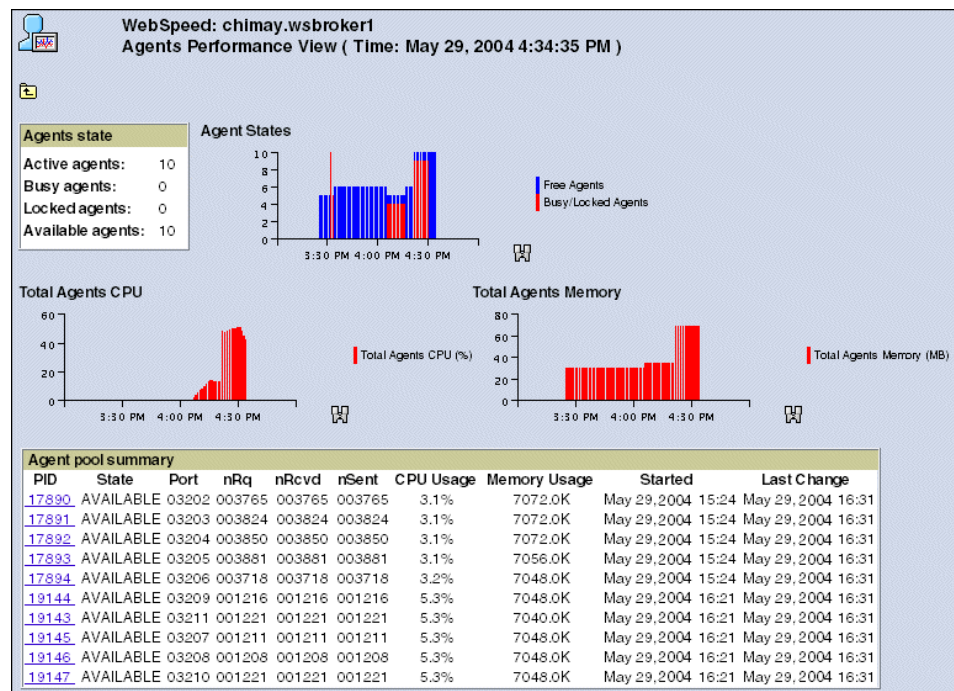 WebSpeed: chimay.wsbroker1
Agents Performance View ( Time: May 29, 2004 4:34:35 PM )
Agents state
Active agents: 10
Busy agents: 0
Locked agents: 0
Available agents: 10
Agent States
10
8
6
4
2
0
3:30 PM 4:00 PM 4:30 PM
Free Agents
Busy/Locked Agents
Total Agents CPU
60
40
20
0
3:30 PM 4:00 PM 4:30 PM
Total Agents CPU (%)
Total Agents Memory
80
60
40
20
0
3:30 PM 4:00 PM 4:30 PM
Total Agents Memory (MB)
Agent pool summary
PID State Port nRq nRcvd nSent CPU Usage Memory Usage Started Last Change
17890 AVAILABLE 03202 003765 003765 003765 3.1% 7072.0K May 29,2004 15:24 May 29,2004 16:31
17891 AVAILABLE 03203 003824 003824 003824 3.1% 7072.0K May 29,2004 15:24 May 29,2004 16:31
17892 AVAILABLE 03204 003850 003850 003850 3.1% 7072.0K May 29,2004 15:24 May 29,2004 16:31
17893 AVAILABLE 03205 003881 003881 003881 3.1% 7056.0K May 29,2004 15:24 May 29,2004 16:31
17894 AVAILABLE 03206 003718 003718 003718 3.2% 7048.0K May 29,2004 15:24 May 29,2004 16:31
19144 AVAILABLE 03209 001216 001216 001216 5.3% 7048.0K May 29,2004 16:21 May 29,2004 16:31
19143 AVAILABLE 03211 001221 001221 001221 5.3% 7040.0K May 29,2004 16:21 May 29,2004 16:31
19145 AVAILABLE 03207 001211 001211 001211 5.3% 7048.0K May 29,2004 16:21 May 29,2004 16:31
19146 AVAILABLE 03208 001208 001208 001208 5.3% 7048.0K May 29,2004 16:21 May 29,2004 16:31
19147 AVAILABLE 03210 001221 001221 001221 5.3% 7048.0K May 29,2004 16:21 May 29,2004 16:31